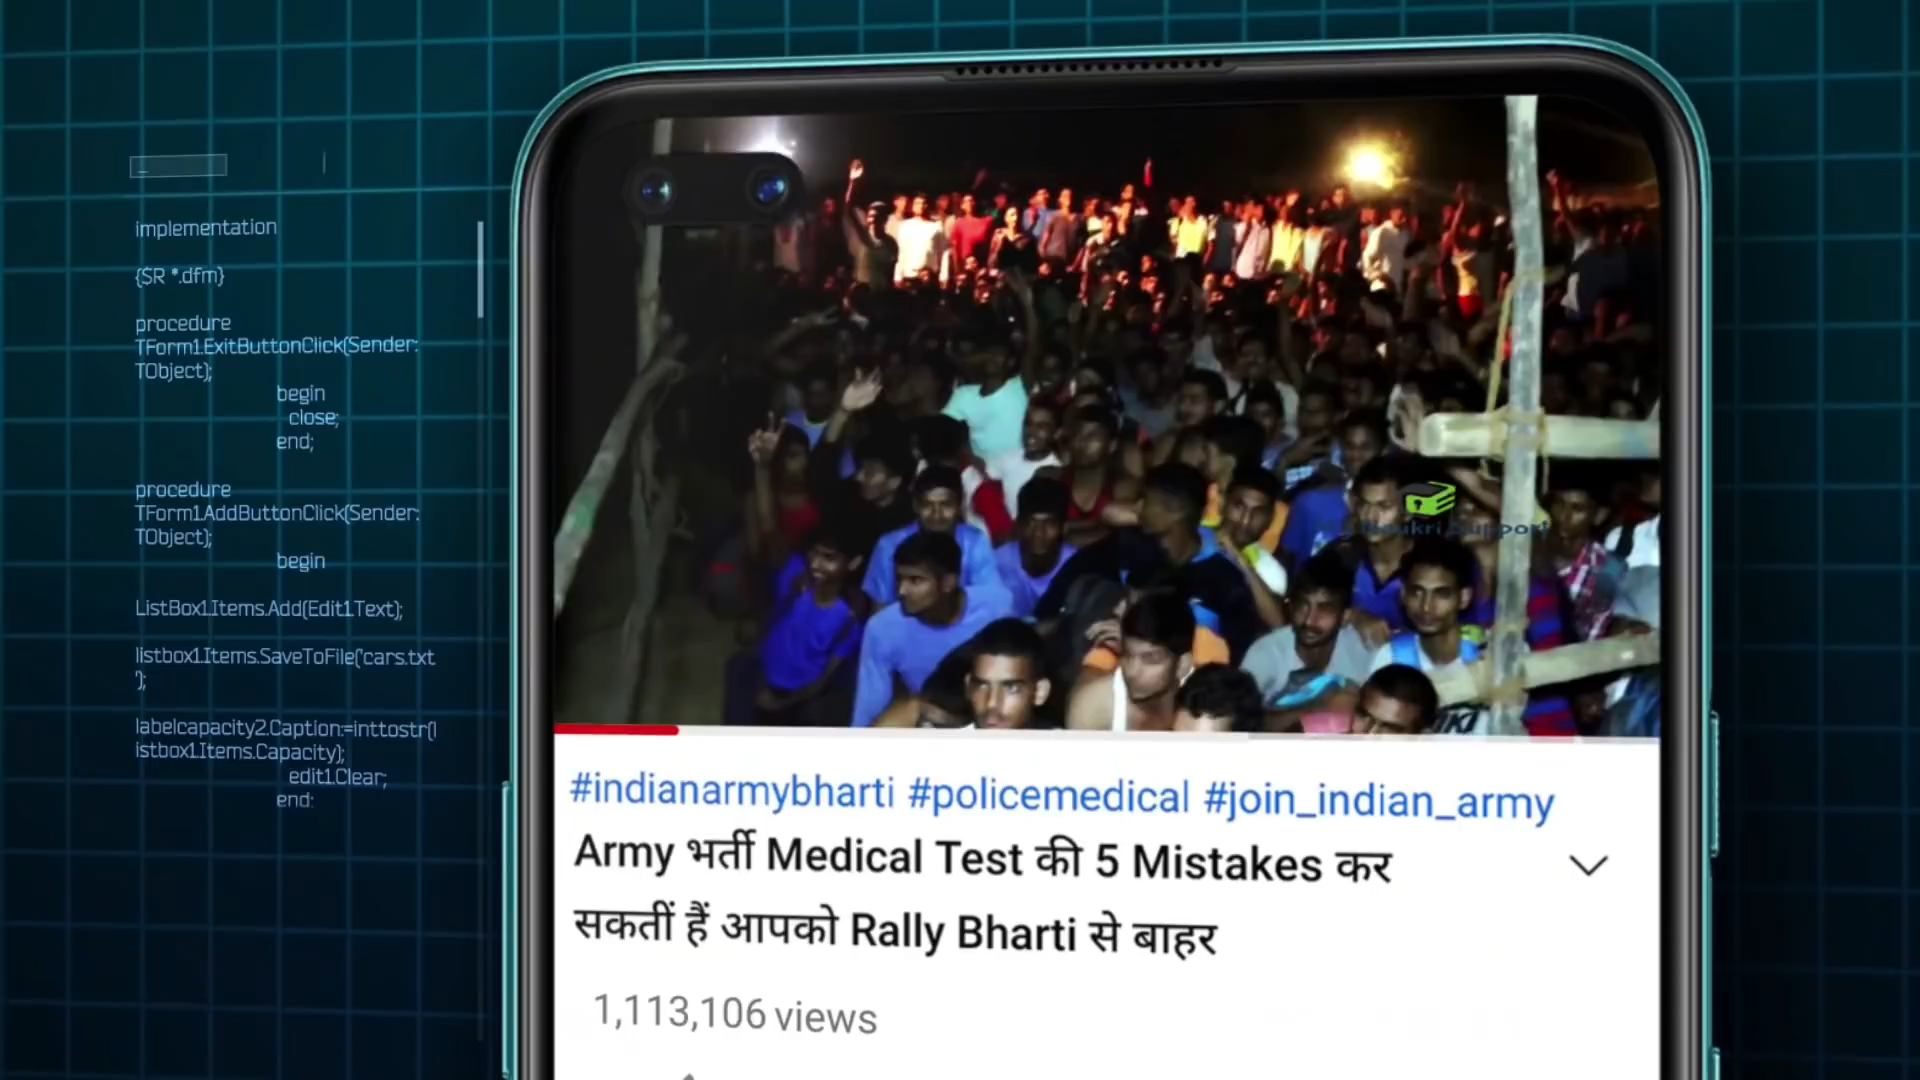 _
implementation
{$R *.dfm}
procedure
TForm1.ExitButtonClick(Sender:
TObject);
begin
close;
end;
procedure
TForm1.AddButtonClick(Sender:
TObject);
begin
ListBox1.Items.Add(Edit1.Text);
listbox1.Items.SaveToFile('cars.txt
');
labelcapacity2.Caption:=inttostr(l
istbox1.Items.Capacity);
edit1.Clear;
end:
Naukri Support
#indianarmybharti #policemedical #join_indian_army
Army भर्ती Medical Test की 5 Mistakes कर
सकतीं हैं आपको Rally Bharti से बाहर
1,113,106 views